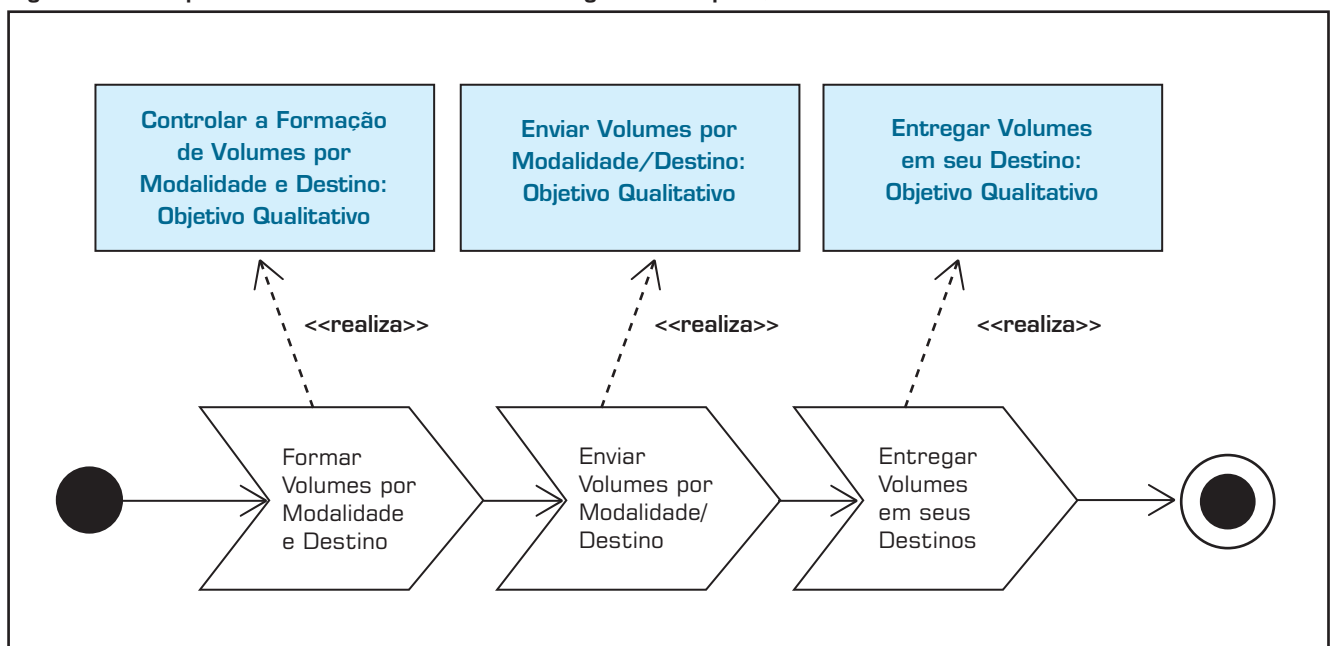 Controlar a Formação
de Volumes por
Modalidade e Destino:
Objetivo Qualitativo
Enviar Volumes por
Modalidade/Destino:
Objetivo Qualitativo
Entregar Volumes
em seu Destino:
Objetivo Qualitativo
<<realiza>>
<<realiza>>
<<realiza>>
Formar
Volumes por
Modalidade
e Destino
Enviar
Volumes por
Modalidade/
Destino
Entregar
Volumes
em seus
Destinos